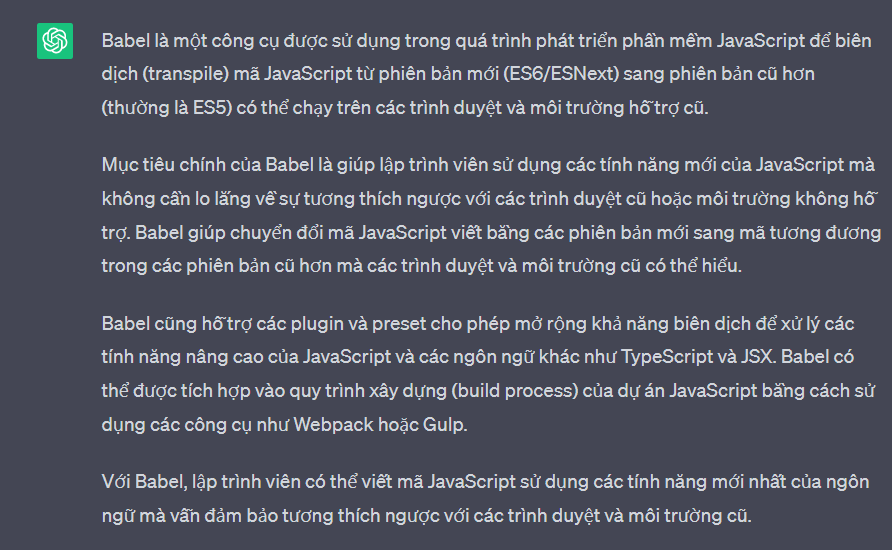 Babel là một công cụ được sử dụng trong quá trình phát triển phần mềm JavaScript để biên
dịch (transpile) mã JavaScript từ phiên bản mới (ES6/ESNext) sang phiên bản cũ hơn
(thường là ES5) có thể chạy trên các trình duyệt và môi trường hỗ trợ cũ.
Mục tiêu chính của Babel là giúp lập trình viên sử dụng các tính năng mới của JavaScript mà
không cần lo lắng về sự tương thích ngược với các trình duyệt cũ hoặc môi trường không hỗ
trợ. Babel giúp chuyển đổi mã JavaScript viết bằng các phiên bản mới sang mã tương đương
trong các phiên bản cũ hơn mà các trình duyệt và môi trường cũ có thể hiểu.
Babel cũng hỗ trợ các plugin và preset cho phép mở rộng khả năng biên dịch để xử lý các
tính năng nâng cao của JavaScript và các ngôn ngữ khác như TypeScript và JSX. Babel có
thể được tích hợp vào quy trình xây dựng (build process) của dự án JavaScript bằng cách sử
dụng các công cụ như Webpack hoặc Gulp.
Với Babel, lập trình viên có thể viết mã JavaScript sử dụng các tính năng mới nhất của ngôn
ngữ mà vẫn đảm bảo tương thích ngược với các trình duyệt và môi trường cũ.